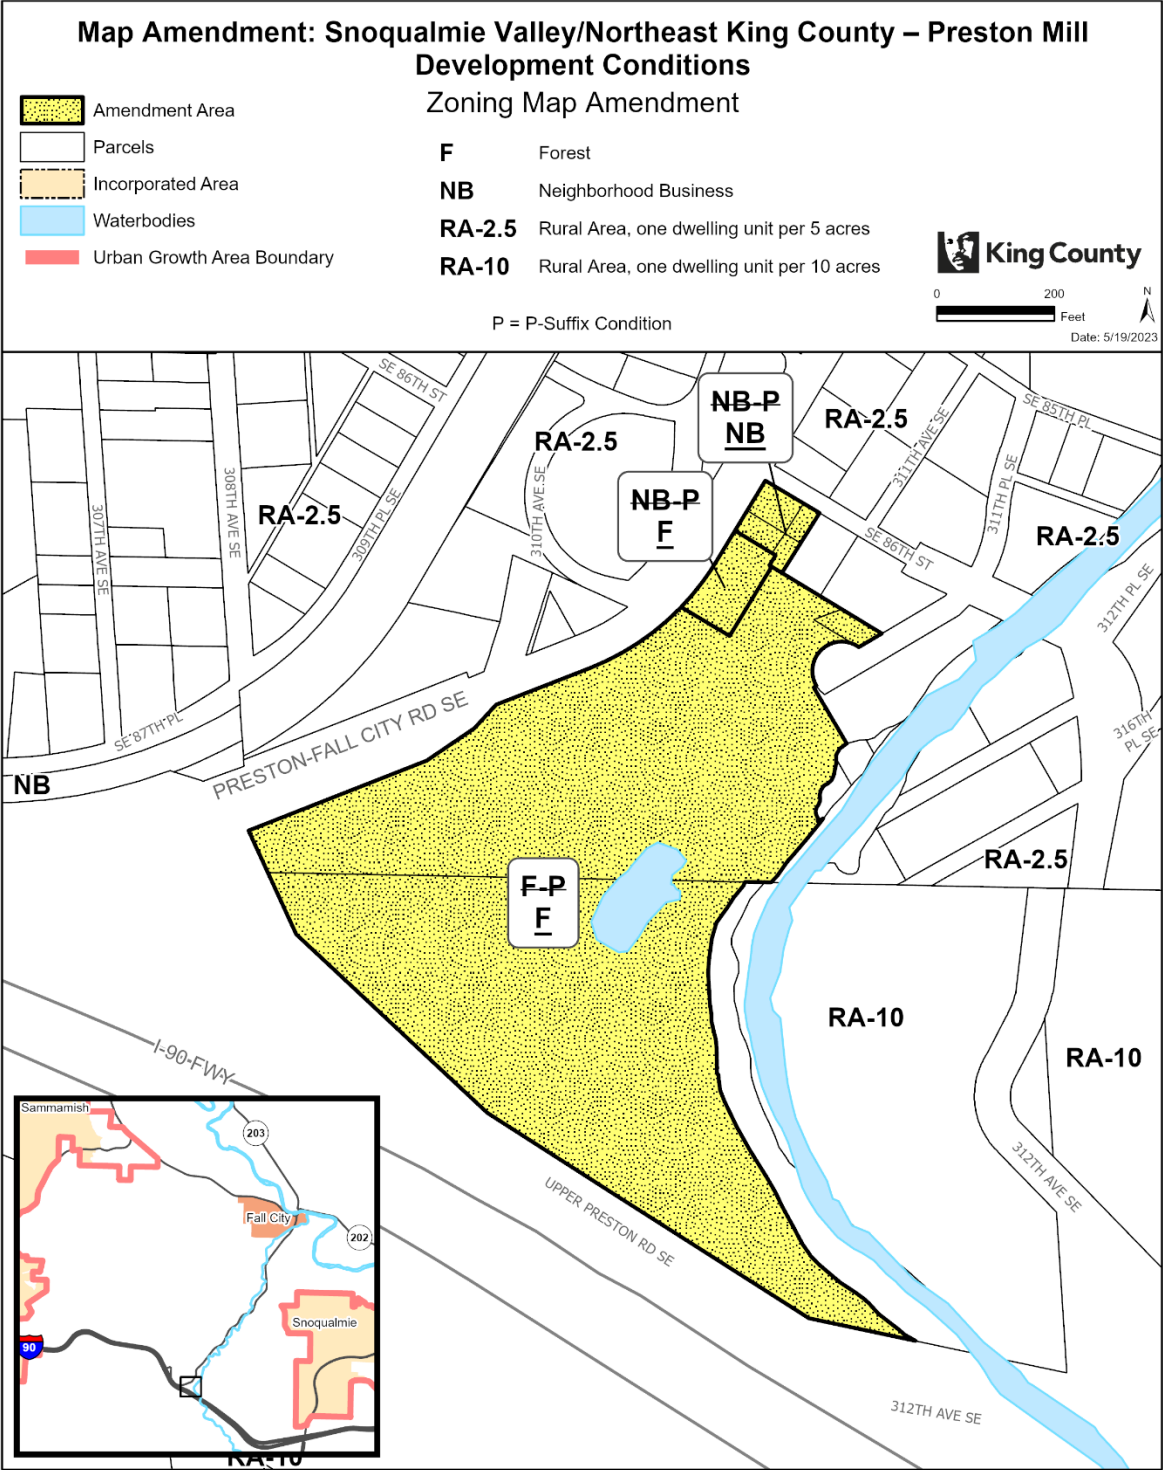 Map Amendment: Snoqualmie Valley/Northeast King County – Preston Mill
Development Conditions
Zoning Map Amendment
Amendment Area
Parcels
Incorporated Area
Waterbodies
Urban Growth Area Boundary
F Forest
NB Neighborhood Business
RA-2.5 Rural Area, one dwelling unit per 5 acres
RA-10 Rural Area, one dwelling unit per 10 acres
P = P-Suffix Condition
King County
0 200
Feet
N
Date: 5/19/2023
SE 86TH ST
NB-P
NB
RA-2.5
RA-2.5
311TH AVE SE
SE 85TH PL
307TH AVE SE
308TH AVE SE
RA-2.5
309TH PL SE
310TH AVE SE
NB-P
F
311TH PL SE
SE 86TH ST
RA-2.5
312TH PL SE
SE 87TH PL
PRESTON-FALL CITY RD SE
316TH
PL SE
NB
RA-2.5
F-P
F
RA-10
RA-10
I-90 FWY
312TH AVE SE
UPPER PRESTON RD SE
312TH AVE SE
Sammamish
203
Fall City
202
Snoqualmie
90
RA-10